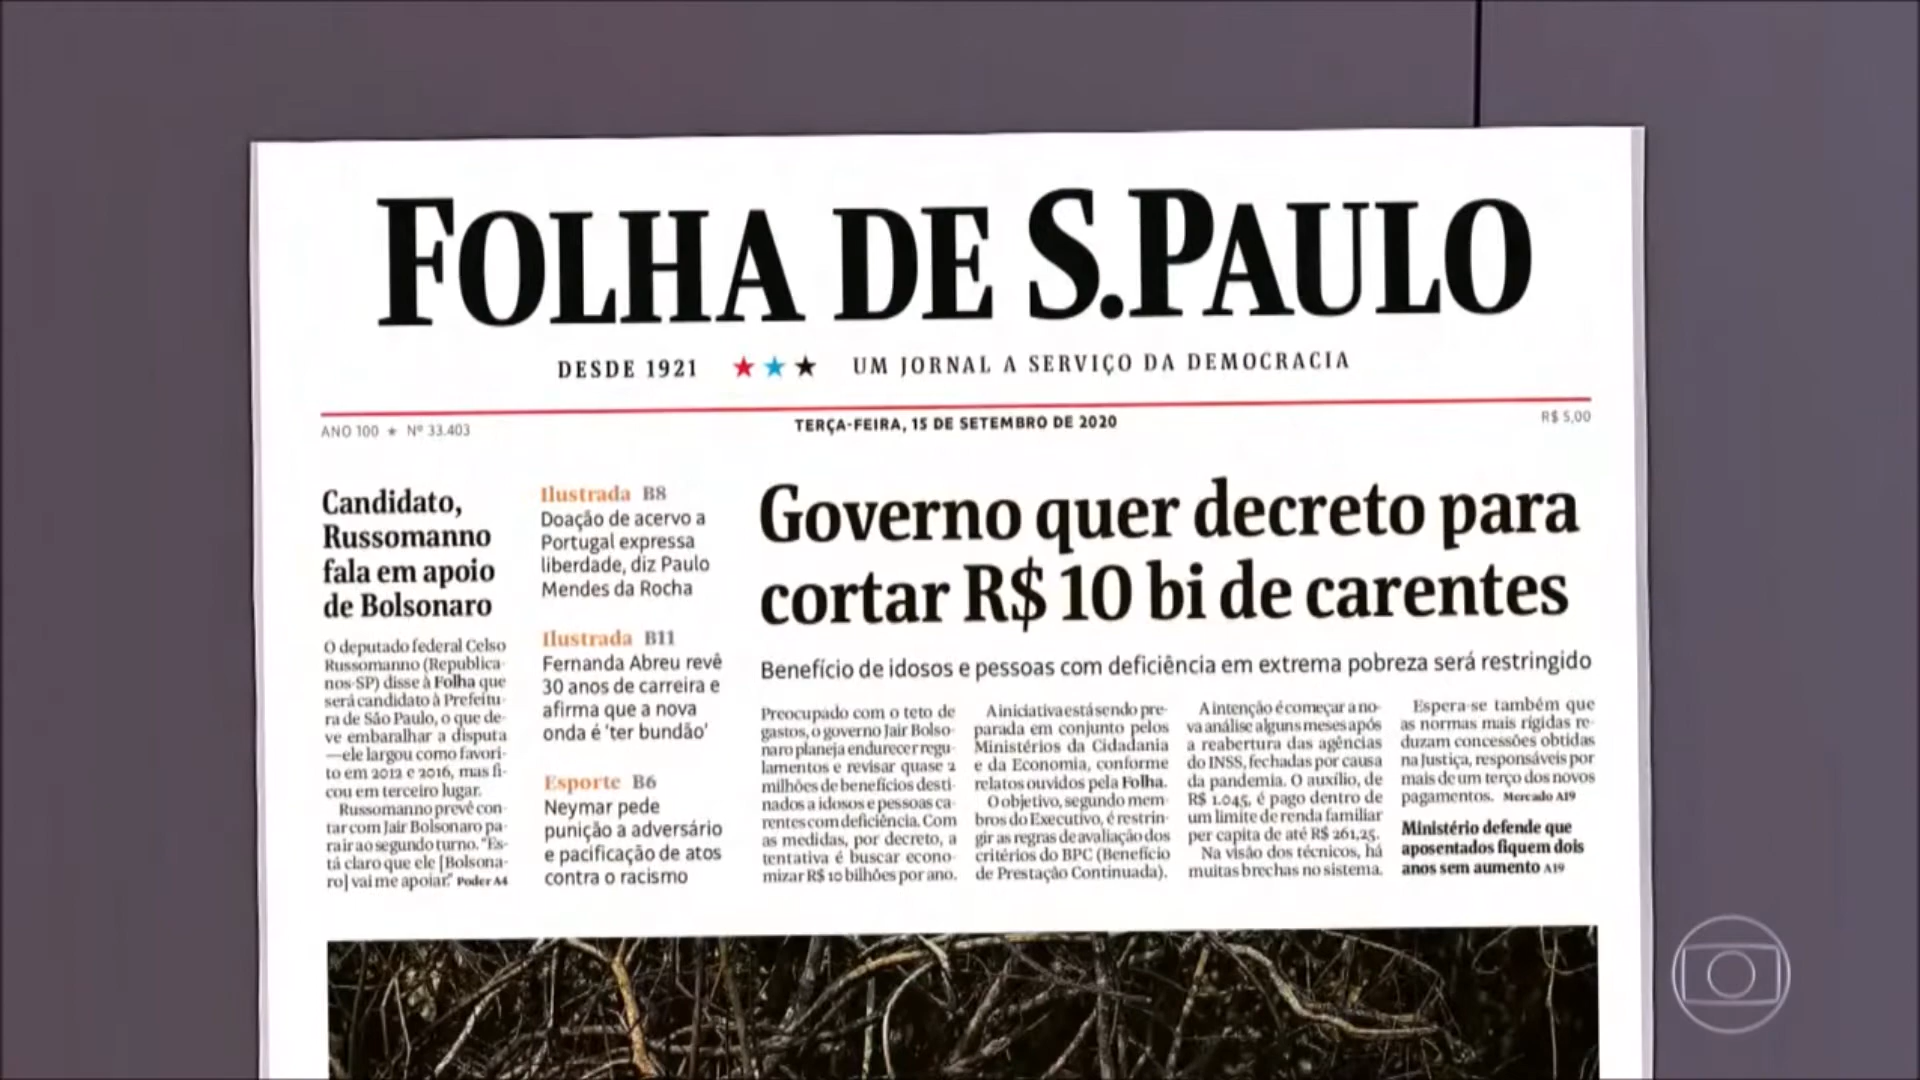 FOLHA DE S.PAULO
DESDE 1921 ★★★ UM JORNAL A SERVIÇO DA DEMOCRACIA
ANO 100 ★ Nº 33.403
TERÇA-FEIRA, 15 DE SETEMBRO DE 2020
R$ 5,00
Candidato,
Russomanno
fala em apoio
de Bolsonaro
O deputado federal Celso
Russomanno (Republica-
nos-SP) disse à Folha que
será candidato à Prefeitu-
ra de São Paulo, o que de-
ve embaralhar a disputa
—ele largou como favori-
to em 2012 e 2016, mas fi-
cou em terceiro lugar.
Russomanno prevê con-
tar com Jair Bolsonaro pa-
ra ir ao segundo turno. “Es-
tá claro que ele [Bolsona-
ro] vai me apoiar.” Poder A4
Ilustrada B8
Doação de acervo a
Portugal expressa
liberdade, diz Paulo
Mendes da Rocha
Ilustrada B11
Fernanda Abreu revê
30 anos de carreira e
afirma que a nova
onda é ‘ter bundão’
Esporte B6
Neymar pede
punição a adversário
e pacificação de atos
contra o racismo
Governo quer decreto para
cortar R$ 10 bi de carentes
Benefício de idosos e pessoas com deficiência em extrema pobreza será restringido
Preocupado com o teto de
gastos, o governo Jair Bolso-
naro planeja endurecer regu-
lamentos e revisar quase 2
milhões de benefícios desti-
nados a idosos e pessoas ca-
rentes com deficiência. Com
as medidas, por decreto, a
tentativa é buscar econo-
mizar R$ 10 bilhões por ano.
A iniciativa está sendo pre-
parada em conjunto pelos
Ministérios da Cidadania
e da Economia, conforme
relatos ouvidos pela Folha.
O objetivo, segundo mem-
bros do Executivo, é restrin-
gir as regras de avaliação dos
critérios do BPC (Benefício
de Prestação Continuada).
A intenção é começar a no-
va análise alguns meses após
a reabertura das agências
do INSS, fechadas por causa
da pandemia. O auxílio, de
R$ 1.045, é pago dentro de
um limite de renda familiar
per capita de até R$ 261,25.
Na visão dos técnicos, há
muitas brechas no sistema.
Espera-se também que
as normas mais rígidas re-
duzam concessões obtidas
na Justiça, responsáveis por
mais de um terço dos novos
pagamentos. Mercado A19
Ministério defende que
aposentados fiquem dois
anos sem aumento A19